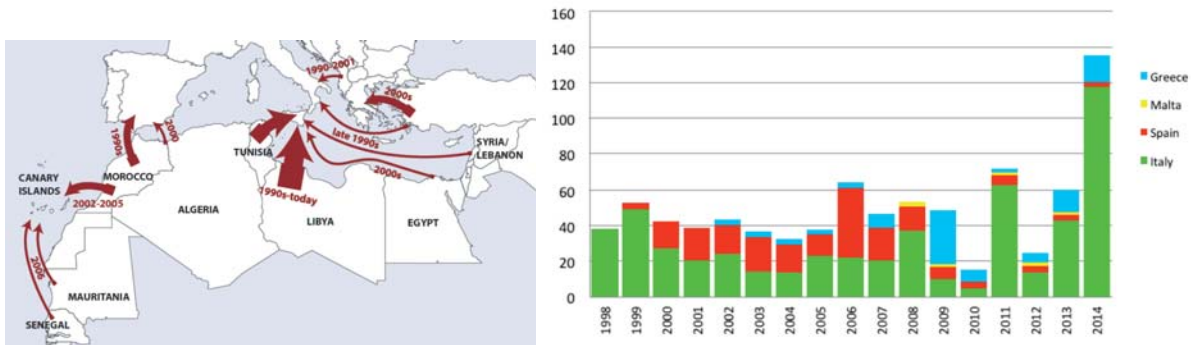 1990-2001
2000s
1990s
2000
TUNISIA
late 1990s
SYRIA/
LEBANON
CANARY
ISLANDS
MOROCCO
2002-2005
1990s-today
2000s
ALGERIA
LIBYA
EGYPT
2006
MAURITANIA
SENEGAL
160
140
120
100
80
60
40
20
0
1998
1999
2000
2001
2002
2003
2004
2005
2006
2007
2008
2009
2010
2011
2012
2013
2014
Greece
Malta
Spain
Italy